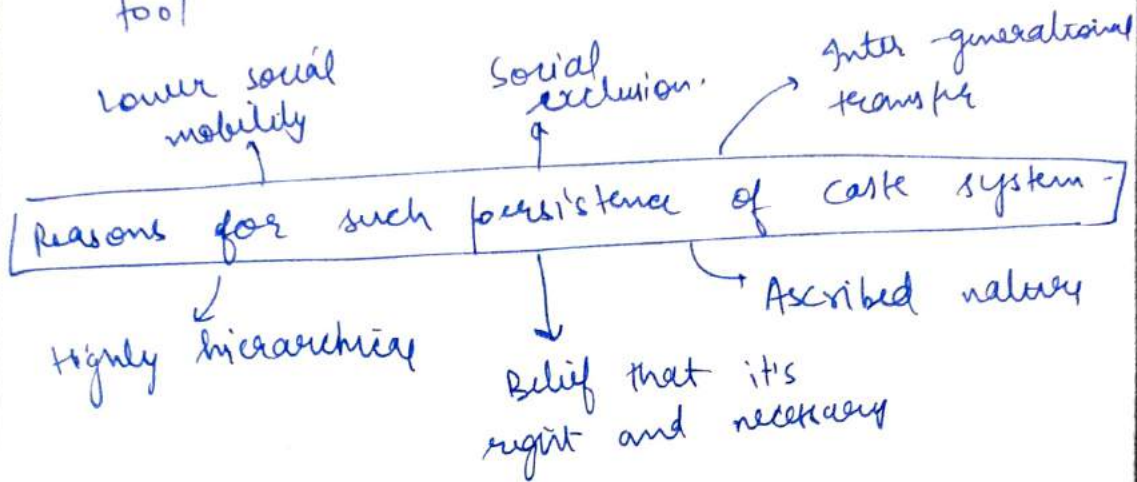 tool
Lower social
mobility
Social
exclusion.
Inter-generational
transfer
Reasons for such persistence of caste system.
Highly hierarchical
Belief that it's
right and necessary
Ascribed nature